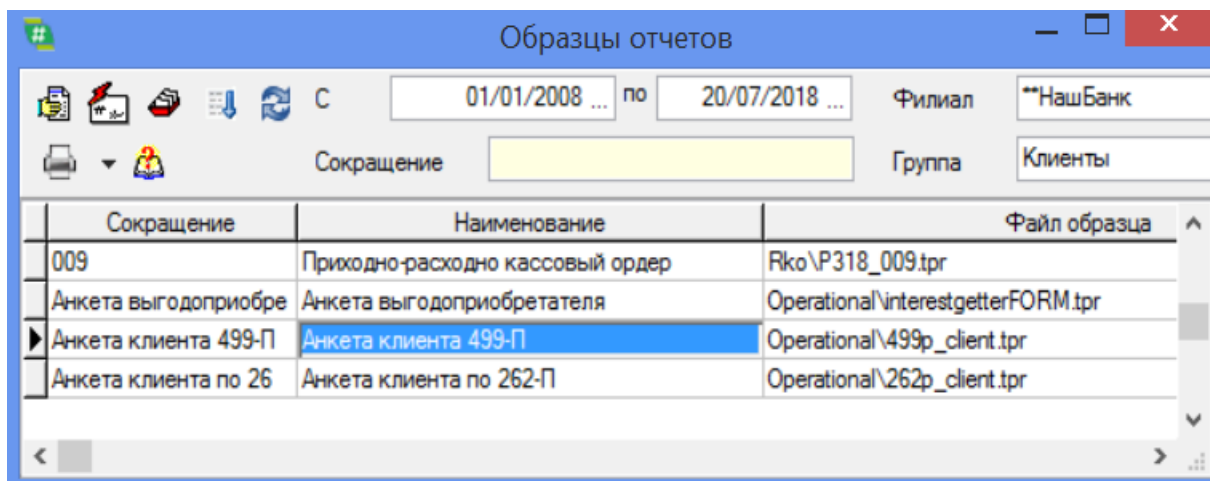 Образцы отчетов
С 01/01/2008 ... по 20/07/2018 ... Филиал **НашБанк
Сокращение Группа Клиенты
Сокращение Наименование Файл образца
009 Приходно-расходно кассовый ордер Rko\P318_009.tpr
Анкета выгодоприобре Анкета выгодоприобретателя Operational\interestgetterFORM.tpr
Анкета клиента 499-П Анкета клиента 499-П Operational\499p_client.tpr
Анкета клиента по 26 Анкета клиента по 262-П Operational\262p_client.tpr